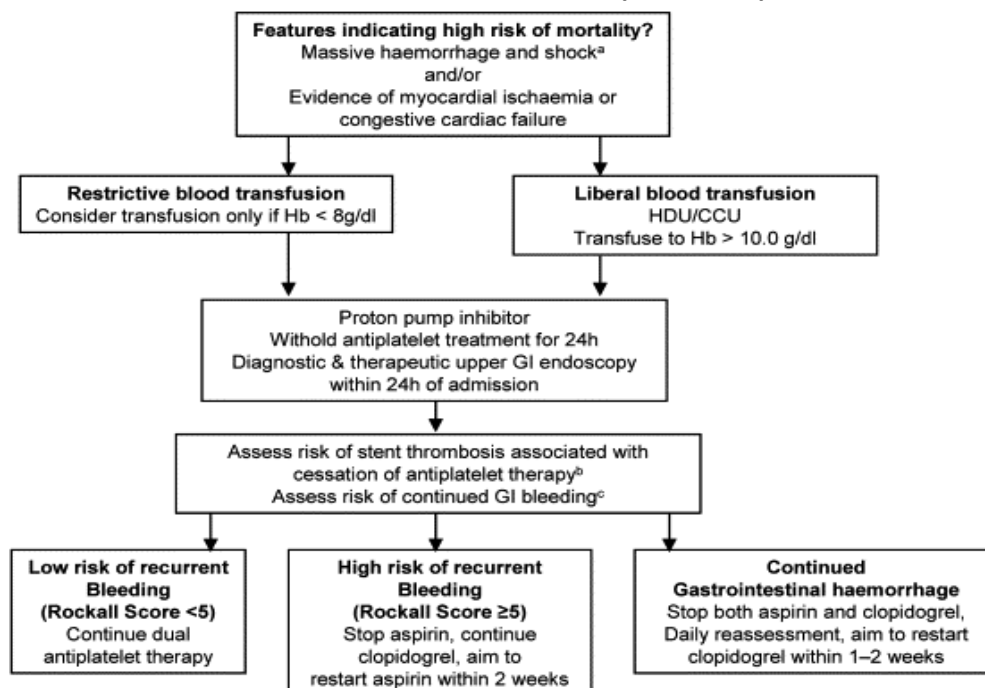 Features indicating high risk of mortality?
Massive haemorrhage and shockᵃ
and/or
Evidence of myocardial ischaemia or
congestive cardiac failure
Restrictive blood transfusion
Consider transfusion only if Hb < 8g/dl
Liberal blood transfusion
HDU/CCU
Transfuse to Hb > 10.0 g/dl
Proton pump inhibitor
Withold antiplatelet treatment for 24h
Diagnostic & therapeutic upper GI endoscopy
within 24h of admission
Assess risk of stent thrombosis associated with
cessation of antiplatelet therapyᵇ
Assess risk of continued GI bleedingᶜ
Low risk of recurrent
Bleeding
(Rockall Score <5)
Continue dual
antiplatelet therapy
High risk of recurrent
Bleeding
(Rockall Score ≥5)
Stop aspirin, continue
clopidogrel, aim to
restart aspirin within 2 weeks
Continued
Gastrointestinal haemorrhage
Stop both aspirin and clopidogrel,
Daily reassessment, aim to restart
clopidogrel within 1–2 weeks